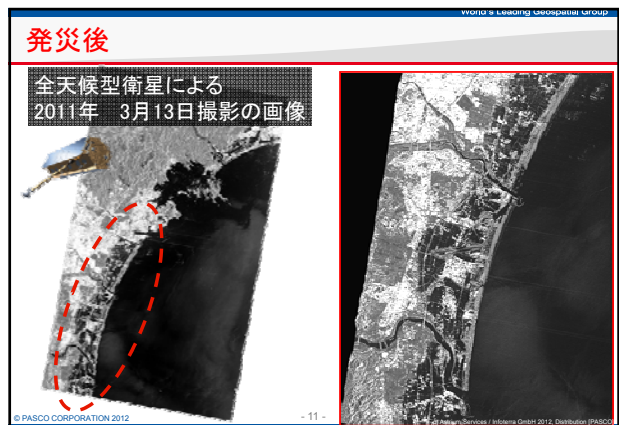 World's Leading Geospatial Group
発災後
全天候型衛星による
2011年　3月13日撮影の画像
© PASCO CORPORATION 2012
- 11 -
Astrium Services / Infoterra GmbH 2012, Distribution [PASCO]